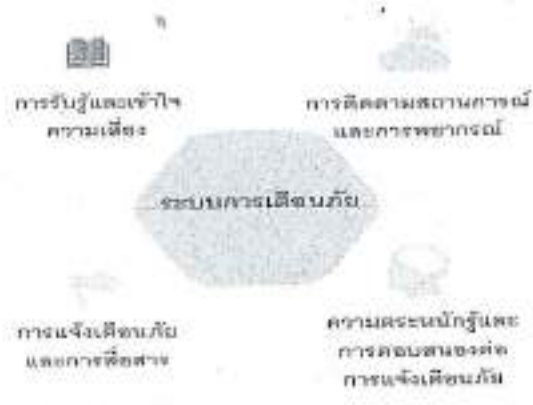 การรับรู้และเข้าใจ
ความเสี่ยง
การติดตามสถานการณ์
และการพยากรณ์
ระบบการเตือนภัย
การแจ้งเตือนภัย
และการสื่อสาร
ความตระหนักรู้และ
การตอบสนองต่อ
การแจ้งเตือนภัย